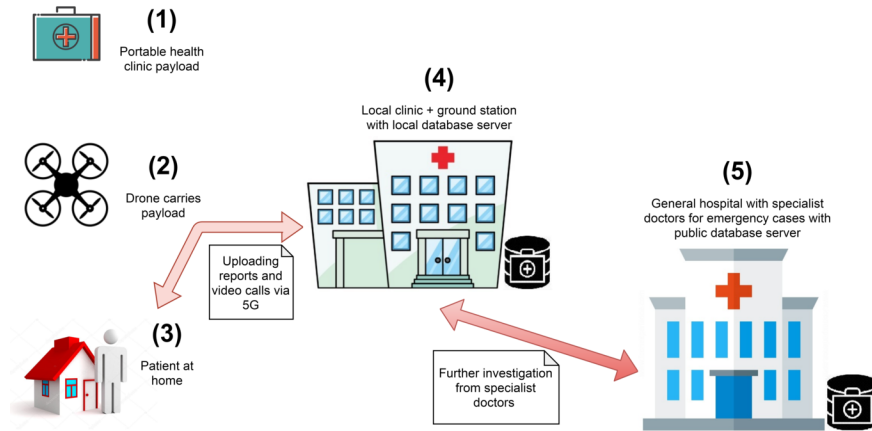 (1)
Portable health
clinic payload
(2)
Drone carries
payload
(3)
Patient at
home
Uploading
reports and
video calls via
5G
(4)
Local clinic + ground station
with local database server
Further investigation
from specialist
doctors
(5)
General hospital with specialist
doctors for emergency cases with
public database server